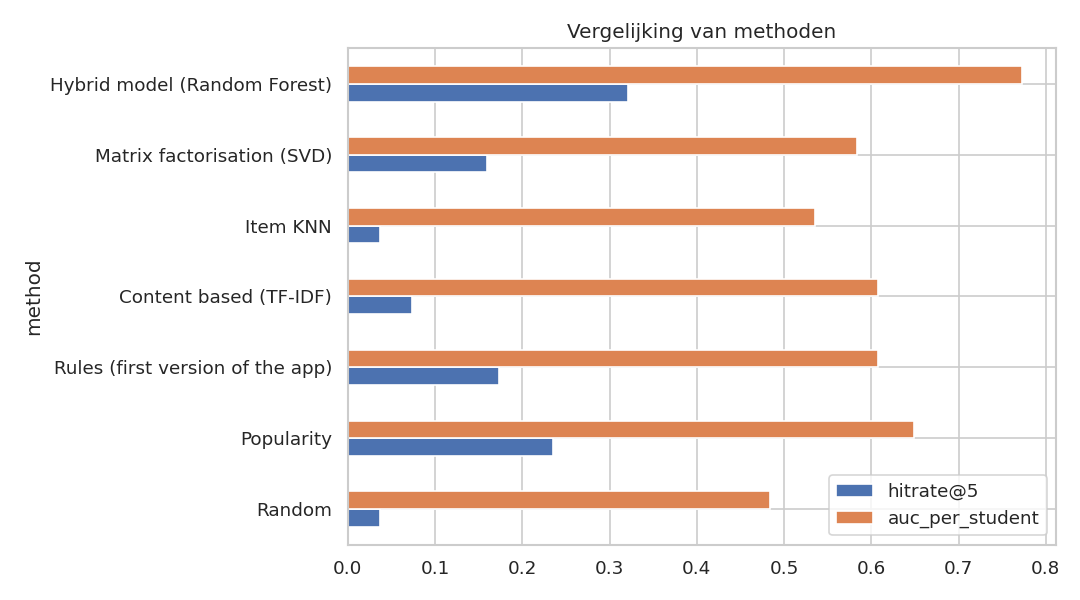 Vergelijking van methoden
method
Hybrid model (Random Forest)
Matrix factorisation (SVD)
Item KNN
Content based (TF-IDF)
Rules (first version of the app)
Popularity
Random
hitrate@5
auc_per_student
0.0 0.1 0.2 0.3 0.4 0.5 0.6 0.7 0.8